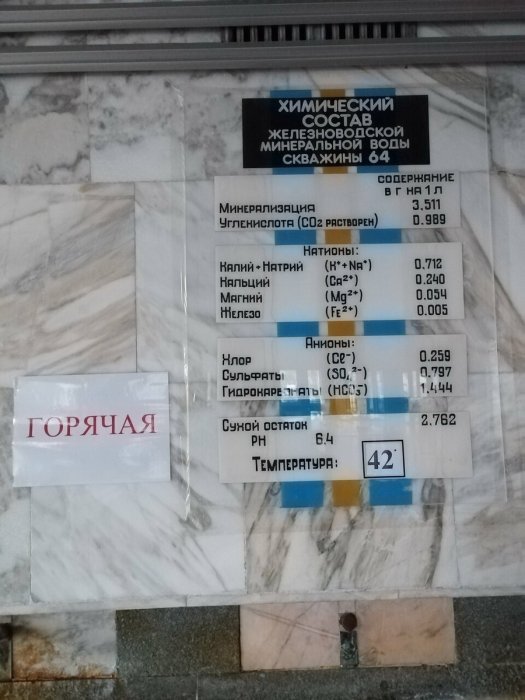 ХИМИЧЕСКИЙ
СОСТАВ
ЖЕЛЕЗНОВОДСКОЙ
МИНЕРАЛЬНОЙ ВОДЫ
СКВАЖИНЫ 64
СОДЕРЖАНИЕ
В Г НА 1 Л
МИНЕРАЛИЗАЦИЯ 3.511
УГЛЕКИСЛОТА (CO2 РАСТВОРЕН) 0.989
КАТИОНЫ:
КАЛИЙ+НАТРИЙ (K⁺+Na⁺) 0.712
КАЛЬЦИЙ (Ca²⁺) 0.240
МАГНИЙ (Mg²⁺) 0.054
ЖЕЛЕЗО (Fe²⁺) 0.005
АНИОНЫ:
ХЛОР (Cl⁻) 0.259
СУЛЬФАТЫ (SO₄²⁻) 0.797
ГИДРОКАРБОНАТЫ (HCO₃⁻) 1.444
СУХОЙ ОСТАТОК 2.762
PH 6.4
ТЕМПЕРАТУРА: 42°
ГОРЯЧАЯ